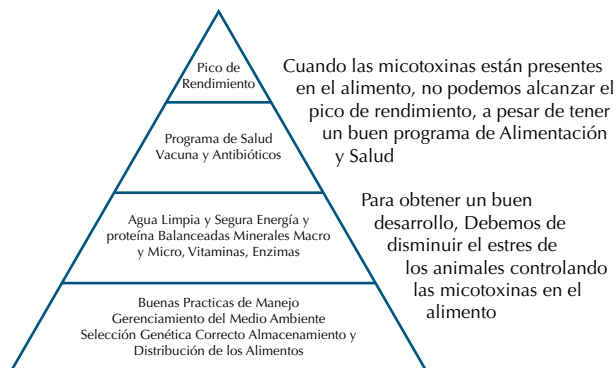 Pico de
Rendimiento
Cuando las micotoxinas están presentes
en el alimento, no podemos alcanzar el
pico de rendimiento, a pesar de tener
un buen programa de Alimentación
y Salud
Programa de Salud
Vacuna y Antibióticos
Para obtener un buen
desarrollo, Debemos de
disminuir el estres de
los animales controlando
las micotoxinas en el
alimento
Agua Limpia y Segura Energía y
proteína Balanceadas Minerales Macro
y Micro, Vitaminas, Enzimas
Buenas Practicas de Manejo
Gerenciamiento del Medio Ambiente
Selección Genética Correcto Almacenamiento y
Distribución de los Alimentos